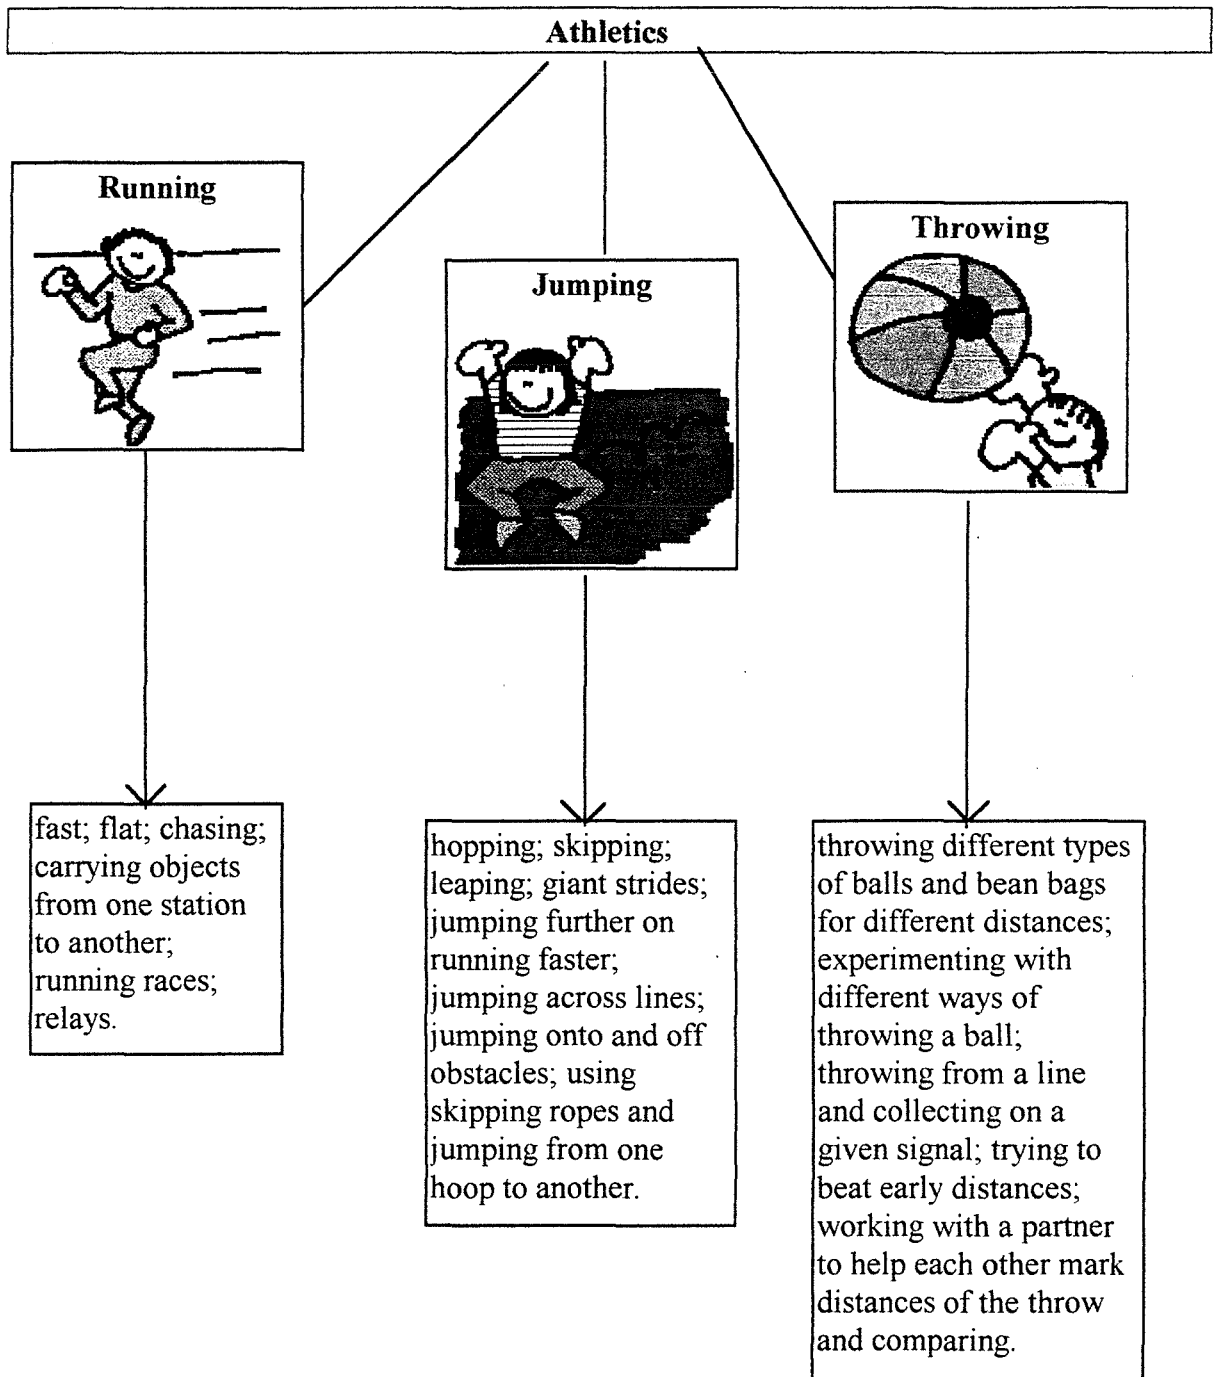 Athletics
Running
Jumping
Throwing
fast; flat; chasing;
carrying objects
from one station
to another;
running races;
relays.
hopping; skipping;
leaping; giant strides;
jumping further on
running faster;
jumping across lines;
jumping onto and off
obstacles; using
skipping ropes and
jumping from one
hoop to another.
throwing different types
of balls and bean bags
for different distances;
experimenting with
different ways of
throwing a ball;
throwing from a line
and collecting on a
given signal; trying to
beat early distances;
working with a partner
to help each other mark
distances of the throw
and comparing.